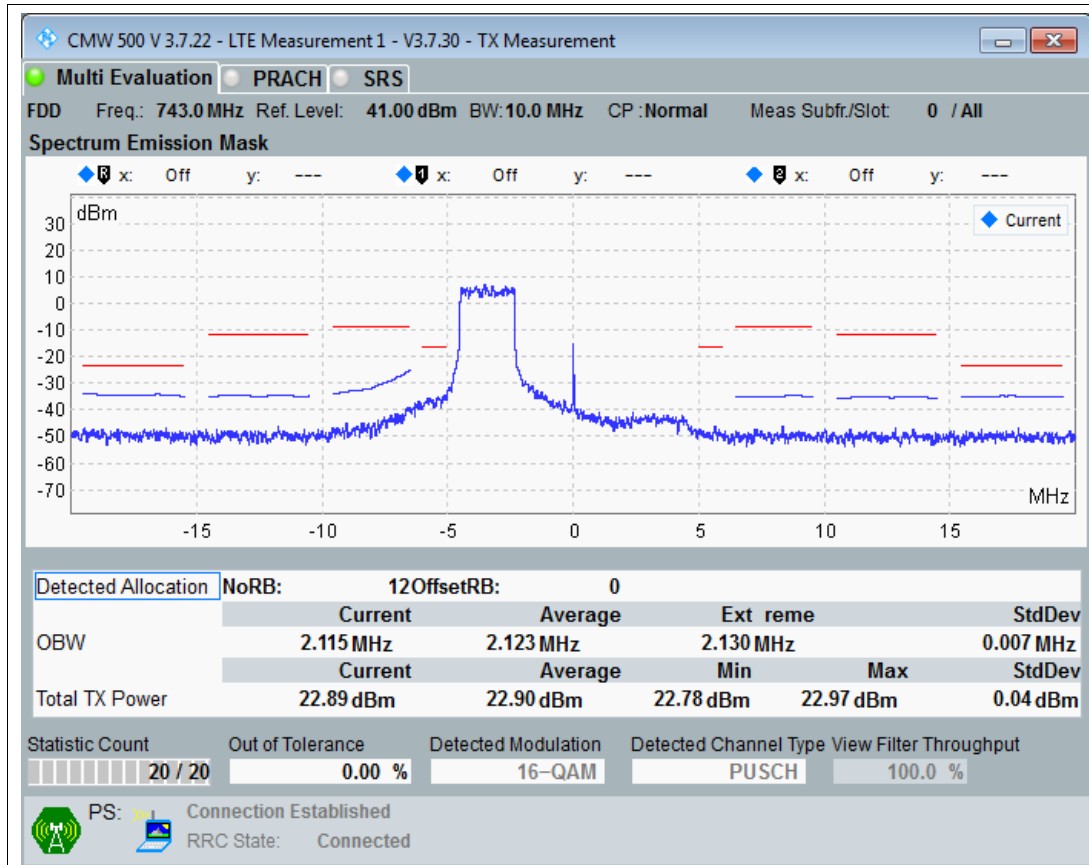 CMW 500 V 3.7.22 - LTE Measurement 1 - V3.7.30 - TX Measurement
Multi Evaluation PRACH SRS
FDD Freq.: 743.0 MHz Ref. Level: 41.00 dBm BW: 10.0 MHz CP : Normal Meas Subfr./Slot: 0 / All
Spectrum Emission Mask
R x: Off y: --- 1 x: Off y: --- 2 x: Off y: ---
dBm
Current
30
20
10
0
-10
-20
-30
-40
-50
-60
-70
MHz
-15 -10 -5 0 5 10 15
Detected Allocation NoRB: 12 OffsetRB: 0
Current Average Ext reme StdDev
OBW 2.115 MHz 2.123 MHz 2.130 MHz 0.007 MHz
Current Average Min Max StdDev
Total TX Power 22.89 dBm 22.90 dBm 22.78 dBm 22.97 dBm 0.04 dBm
Statistic Count Out of Tolerance Detected Modulation Detected Channel Type View Filter Throughput
20 / 20 0.00 % 16-QAM PUSCH 100.0 %
PS: Connection Established
RRC State: Connected